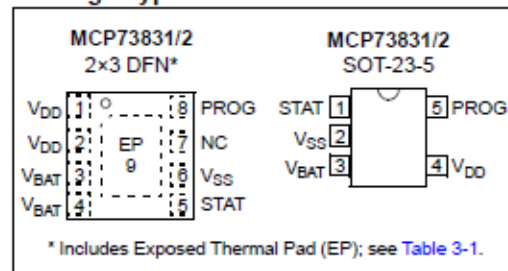 MCP73831/2
2×3 DFN*
VDD 1
VDD 2
VBAT 3
VBAT 4
EP
9
8 PROG
7 NC
6 VSS
5 STAT
MCP73831/2
SOT-23-5
STAT 1
VSS 2
VBAT 3
5 PROG
4 VDD
* Includes Exposed Thermal Pad (EP); see Table 3-1.